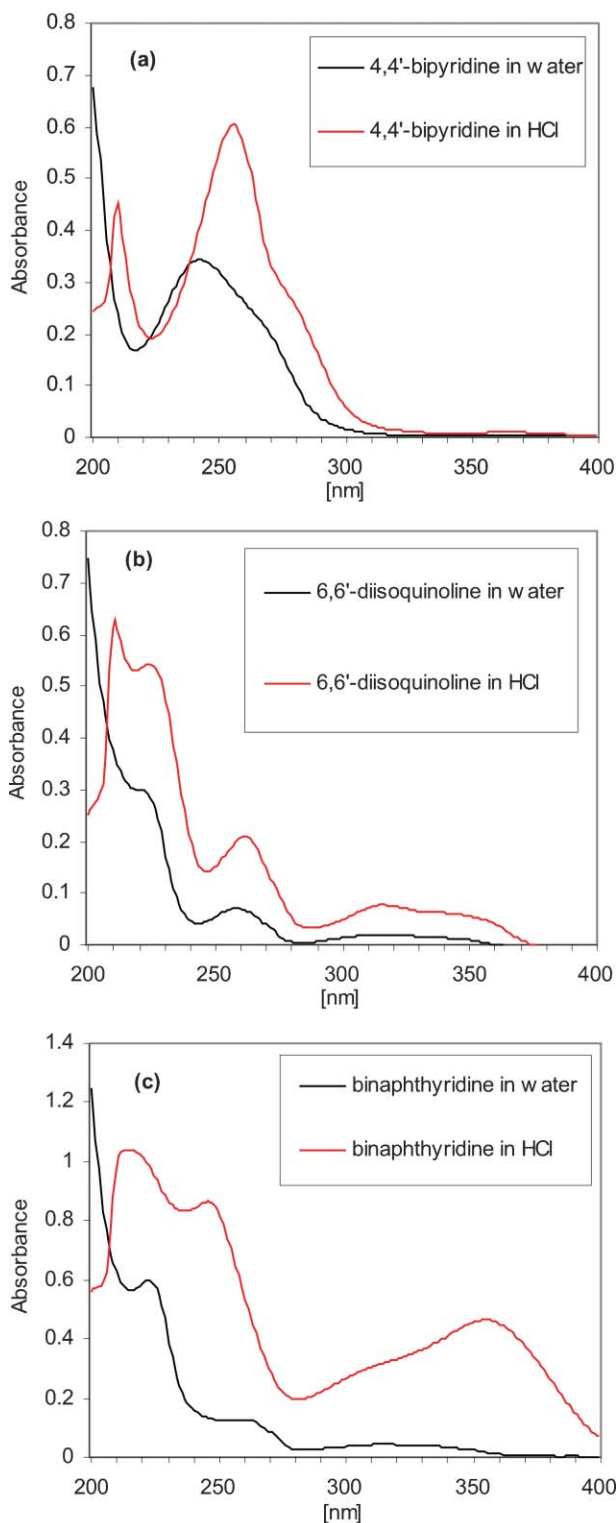 0.8
(a)
4,4'-bipyridine in water
0.7
4,4'-bipyridine in HCl
0.6
0.5
Absorbance
0.4
0.3
0.2
0.1
0
200 250 300 350 400
[nm]
0.8
(b)
0.7
6,6'-diisoquinoline in water
0.6
6,6'-diisoquinoline in HCl
0.5
Absorbance
0.4
0.3
0.2
0.1
0
200 250 300 350 400
[nm]
1.4
(c)
binaphthyridine in water
1.2
binaphthyridine in HCl
1
Absorbance
0.8
0.6
0.4
0.2
0
200 250 300 350 400
[nm]